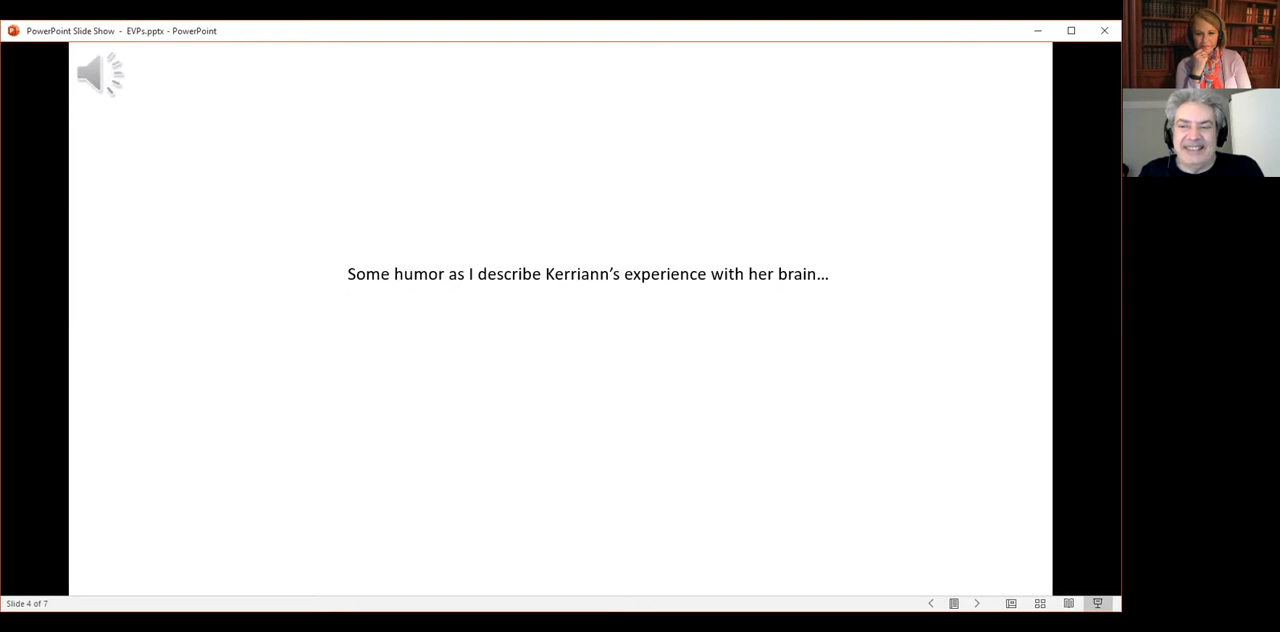 PowerPoint Slide Show - EVPs.pptx - PowerPoint
Some humor as I describe Kerriann’s experience with her brain…
Slide 4 of 7